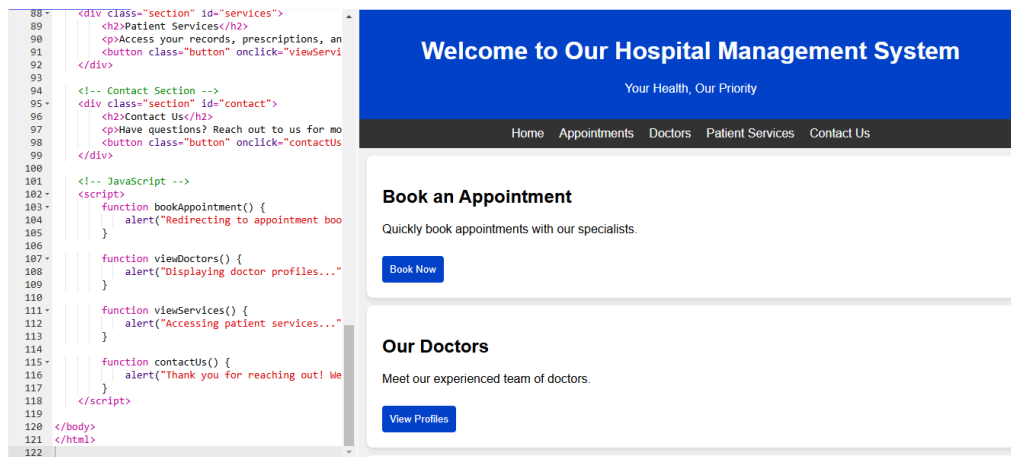 88 <div class="section" id="services">
89 <h2>Patient Services</h2>
90 <p>Access your records, prescriptions, an
91 <button class="button" onclick="viewServi
92 </div>
93
94 <!-- Contact Section -->
95 <div class="section" id="contact">
96 <h2>Contact Us</h2>
97 <p>Have questions? Reach out to us for mo
98 <button class="button" onclick="contactUs
99 </div>
100
101 <!-- JavaScript -->
102 <script>
103 function bookAppointment() {
104 alert("Redirecting to appointment boo
105 }
106
107 function viewDoctors() {
108 alert("Displaying doctor profiles..."
109 }
110
111 function viewServices() {
112 alert("Accessing patient services..."
113 }
114
115 function contactUs() {
116 alert("Thank you for reaching out! We
117 }
118 </script>
119
120 </body>
121 </html>
122
Welcome to Our Hospital Management System
Your Health, Our Priority
Home Appointments Doctors Patient Services Contact Us
Book an Appointment
Quickly book appointments with our specialists.
Book Now
Our Doctors
Meet our experienced team of doctors.
View Profiles